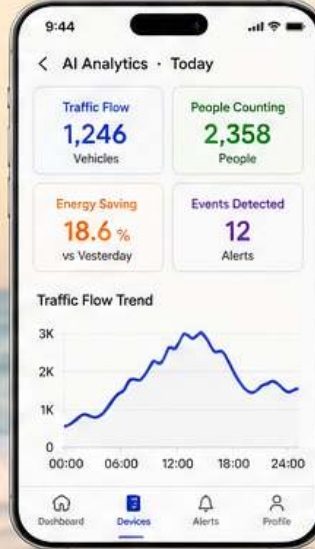 9:44
< AI Analytics · Today
Traffic Flow
1,246
Vehicles
People Counting
2,358
People
Energy Saving
18.6 %
vs Vesterday
Events Detected
12
Alerts
Traffic Flow Trend
3K
2K
1K
0
00:00 06:00 12:00 18:00 24:00
Dashboard Devices Alerts Profile